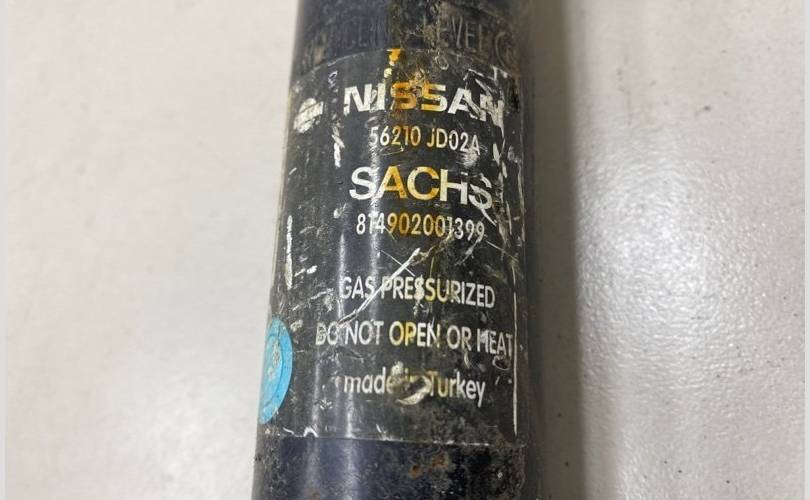 NISSAN
56210 JD02A
SACHS
814902001399
GAS PRESSURIZED
DO NOT OPEN OR HEAT
made in Turkey